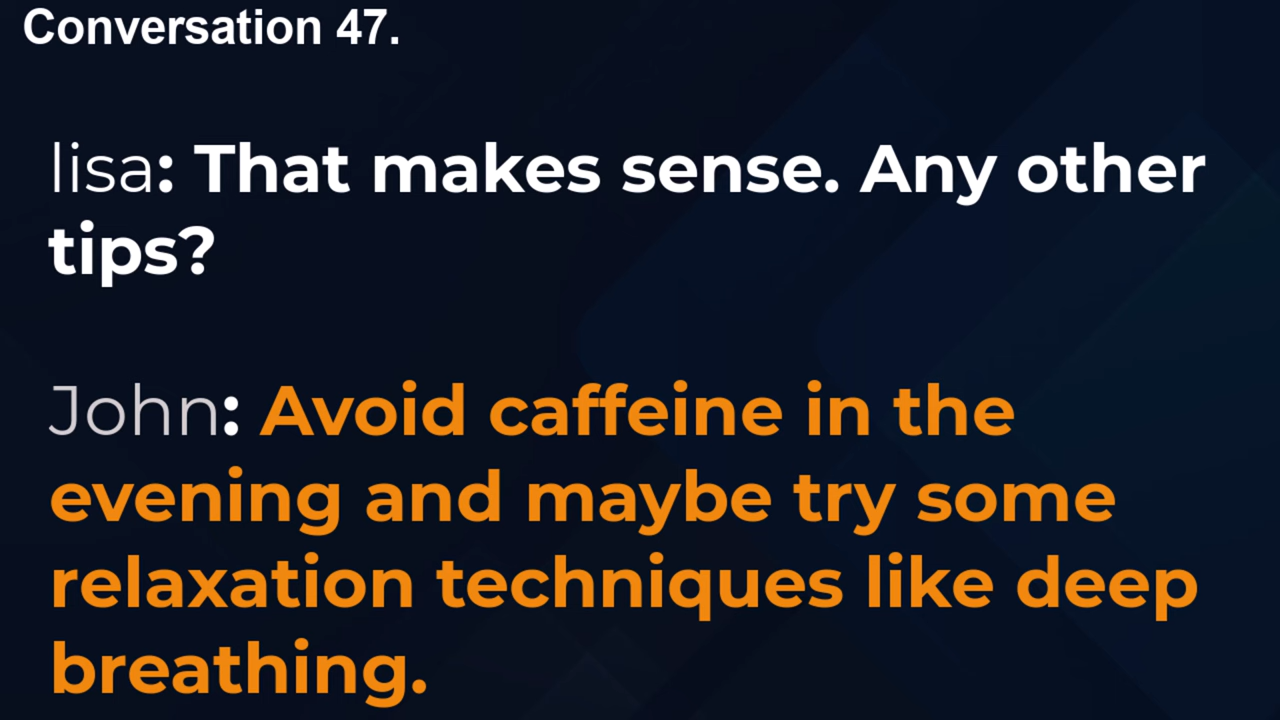 Conversation 47.
lisa: That makes sense. Any other
tips?
John: Avoid caffeine in the
evening and maybe try some
relaxation techniques like deep
breathing.